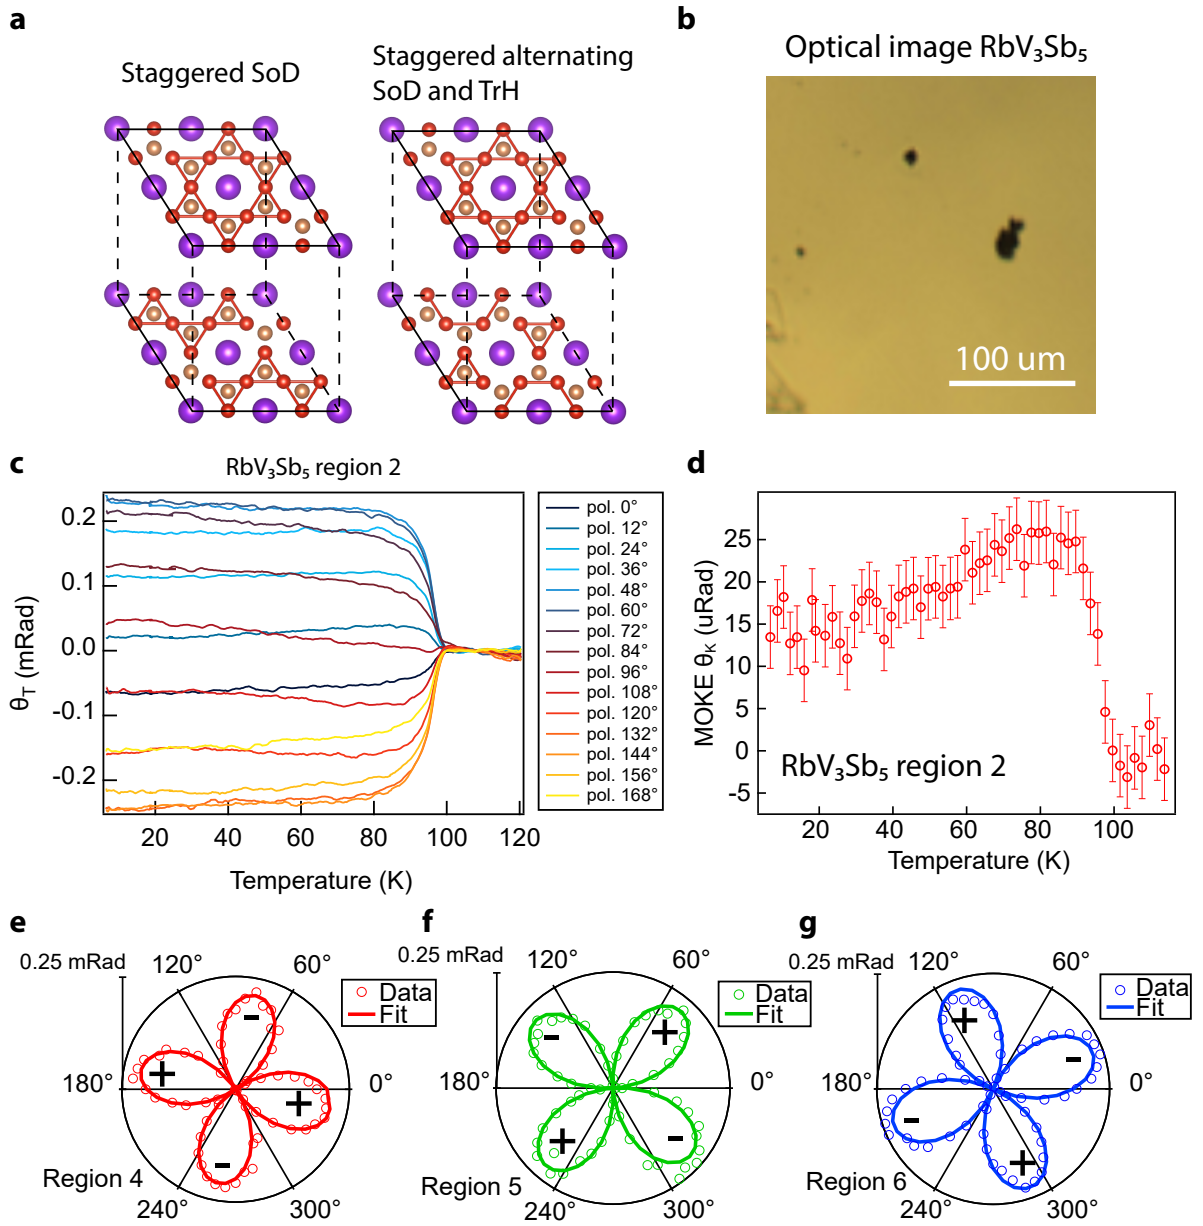 a
Staggered SoD
Staggered alternating
SoD and TrH
b
Optical image RbV₃Sb₅
100 um
c
RbV₃Sb₅ region 2
θ_T (mRad)
0.2
0.1
0.0
-0.1
-0.2
20 40 60 80 100 120
Temperature (K)
pol. 0°
pol. 12°
pol. 24°
pol. 36°
pol. 48°
pol. 60°
pol. 72°
pol. 84°
pol. 96°
pol. 108°
pol. 120°
pol. 132°
pol. 144°
pol. 156°
pol. 168°
d
MOKE θ_K (uRad)
25
20
15
10
5
0
-5
RbV₃Sb₅ region 2
20 40 60 80 100
Temperature (K)
e
0.25 mRad
120°
60°
Data
Fit
180°
0°
-
+
+
-
Region 4
240°
300°
f
0.25 mRad
120°
60°
Data
Fit
180°
0°
-
+
+
-
Region 5
240°
300°
g
0.25 mRad
120°
60°
Data
Fit
180°
0°
+
-
-
+
Region 6
240°
300°